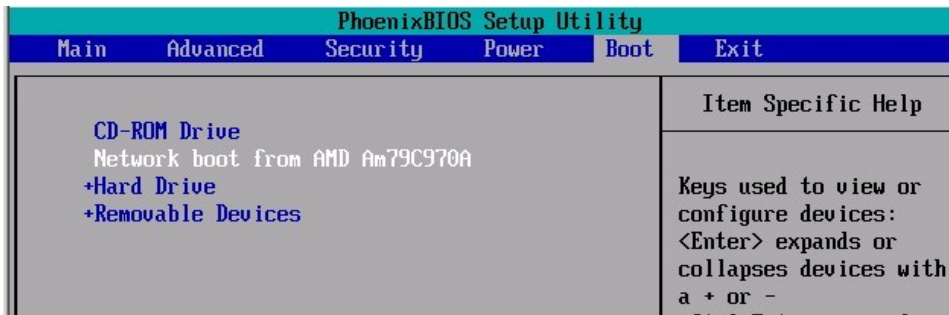 PhoenixBIOS Setup Utility
Main Advanced Security Power Boot Exit
CD-ROM Drive
Network boot from AMD Am79C970A
+Hard Drive
+Removable Devices
Item Specific Help
Keys used to view or
configure devices:
<Enter> expands or
collapses devices with
a + or -